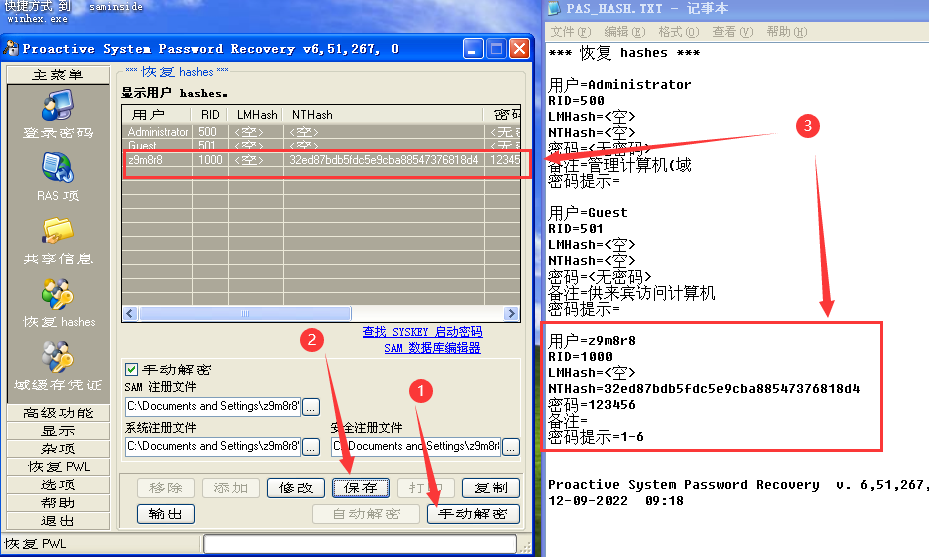 快捷方式 到
winhex.exe
saminside
Proactive System Password Recovery v6,51,267, 0
主菜单
登录密码
RAS 项
共享信息
恢复 hashes
域缓存凭证
高级功能
显示
杂项
恢复 PWL
选项
帮助
退出
*** 恢复 hashes ***
显示用户 hashes。
用户 RID LMHash NTHash 密码
Administrator 500 <空> <空> <无密
Guest 501 <空> <空> <无密
z9m8r8 1000 <空> 32ed87bdb5fdc5e9cba88547376818d4 12345
查找 SYSKEY 启动密码
SAM 数据库编辑器
2
1
手动解密
SAM 注册文件
C:\Documents and Settings\z9m8r8'
...
系统注册文件
C:\Documents and Settings\z9m8r8'
...
安全注册文件
C:\Documents and Settings\z9m8r
...
移除
添加
修改
保存
打印
复制
输出
自动解密
手动解密
恢复 PWL
PAS_HASH.TXT - 记事本
文件(F) 编辑(E) 格式(O) 查看(V) 帮助(H)
*** 恢复 hashes ***
用户=Administrator
RID=500
LMHash=<空>
NTHash=<空>
密码=<无密码>
备注=管理计算机(域
密码提示=
3
用户=Guest
RID=501
LMHash=<空>
NTHash=<空>
密码=<无密码>
备注=供来宾访问计算机
密码提示=
用户=z9m8r8
RID=1000
LMHash=<空>
NTHash=32ed87bdb5fdc5e9cba88547376818d4
密码=123456
备注=
密码提示=1-6
Proactive System Password Recovery v. 6,51,267,
12-09-2022 09:18